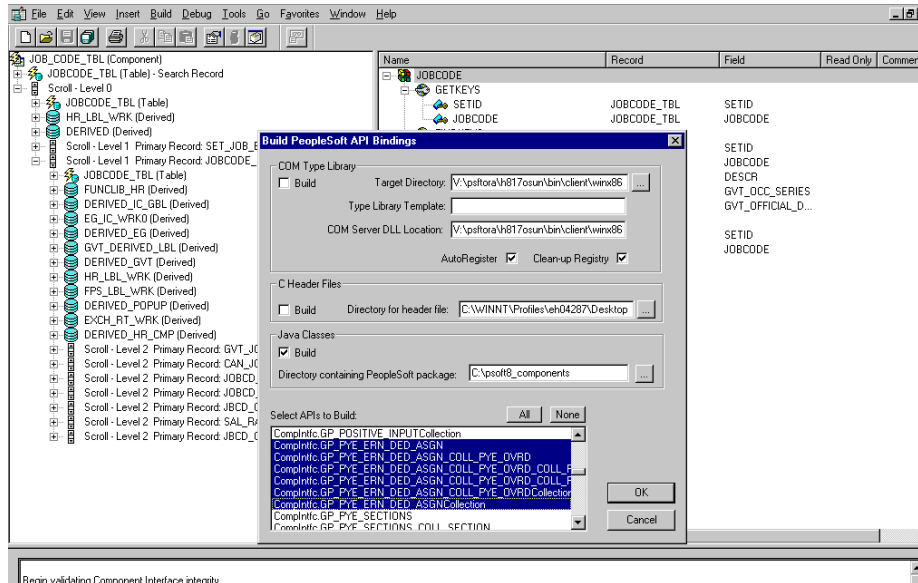 File Edit View Insert Build Debug Tools Go Favorites Window Help
JOB_CODE_TBL (Component)
JOBCODE_TBL (Table) - Search Record
Scroll - Level 0
JOBCODE_TBL (Table)
HR_LBL_WRK (Derived)
DERIVED (Derived)
Scroll - Level 1 Primary Record: SET_JOB_E
Scroll - Level 1 Primary Record: JOBCODE_
JOBCODE_TBL (Table)
FUNCLIB_HR (Derived)
DERIVED_IC_GBL (Derived)
EG_IC_WRK0 (Derived)
DERIVED_EG (Derived)
GVT_DERIVED_LBL (Derived)
DERIVED_GVT (Derived)
HR_LBL_WRK (Derived)
FPS_LBL_WRK (Derived)
DERIVED_POPUP (Derived)
EXCH_RT_WRK (Derived)
DERIVED_HR_CMP (Derived)
Scroll - Level 2 Primary Record: GVT_JO
Scroll - Level 2 Primary Record: CAN_JO
Scroll - Level 2 Primary Record: JOBCD_
Scroll - Level 2 Primary Record: JOBCD_
Scroll - Level 2 Primary Record: JBCD_C
Scroll - Level 2 Primary Record: SAL_RA
Scroll - Level 2 Primary Record: JBCD_C
Name Record Field Read Only Commen
JOBCODE
GETKEYS
SETID JOBCODE_TBL SETID
JOBCODE JOBCODE_TBL JOBCODE
SETID
JOBCODE
DESCR
GVT_OCC_SERIES
GVT_OFFICIAL_D...
SETID
JOBCODE
Build PeopleSoft API Bindings
COM Type Library
Build Target Directory: V:\psftora\h817osun\bin\client\winx86 ...
Type Library Template:
COM Server DLL Location: V:\psftora\h817osun\bin\client\winx86
AutoRegister Clean-up Registry
C Header Files
Build Directory for header file: C:\WINNT\Profiles\eh04287\Desktop ...
Java Classes
Build
Directory containing PeopleSoft package: C:\psoft8_components ...
Select APIs to Build: All None
CompIntfc.GP_POSITIVE_INPUTCollection
CompIntfc.GP_PYE_ERN_DED_ASGN
CompIntfc.GP_PYE_ERN_DED_ASGN_COLL_PYE_OVRD
CompIntfc.GP_PYE_ERN_DED_ASGN_COLL_PYE_OVRD_COLL_F
CompIntfc.GP_PYE_ERN_DED_ASGN_COLL_PYE_OVRD_COLL_F
CompIntfc.GP_PYE_ERN_DED_ASGN_COLL_PYE_OVRDCollection
CompIntfc.GP_PYE_ERN_DED_ASGNCollection
CompIntfc.GP_PYE_SECTIONS
CompIntfc.GP_PYE_SECTIONS_COLL_SECTION
OK
Cancel
Begin validating Component Interface integrity